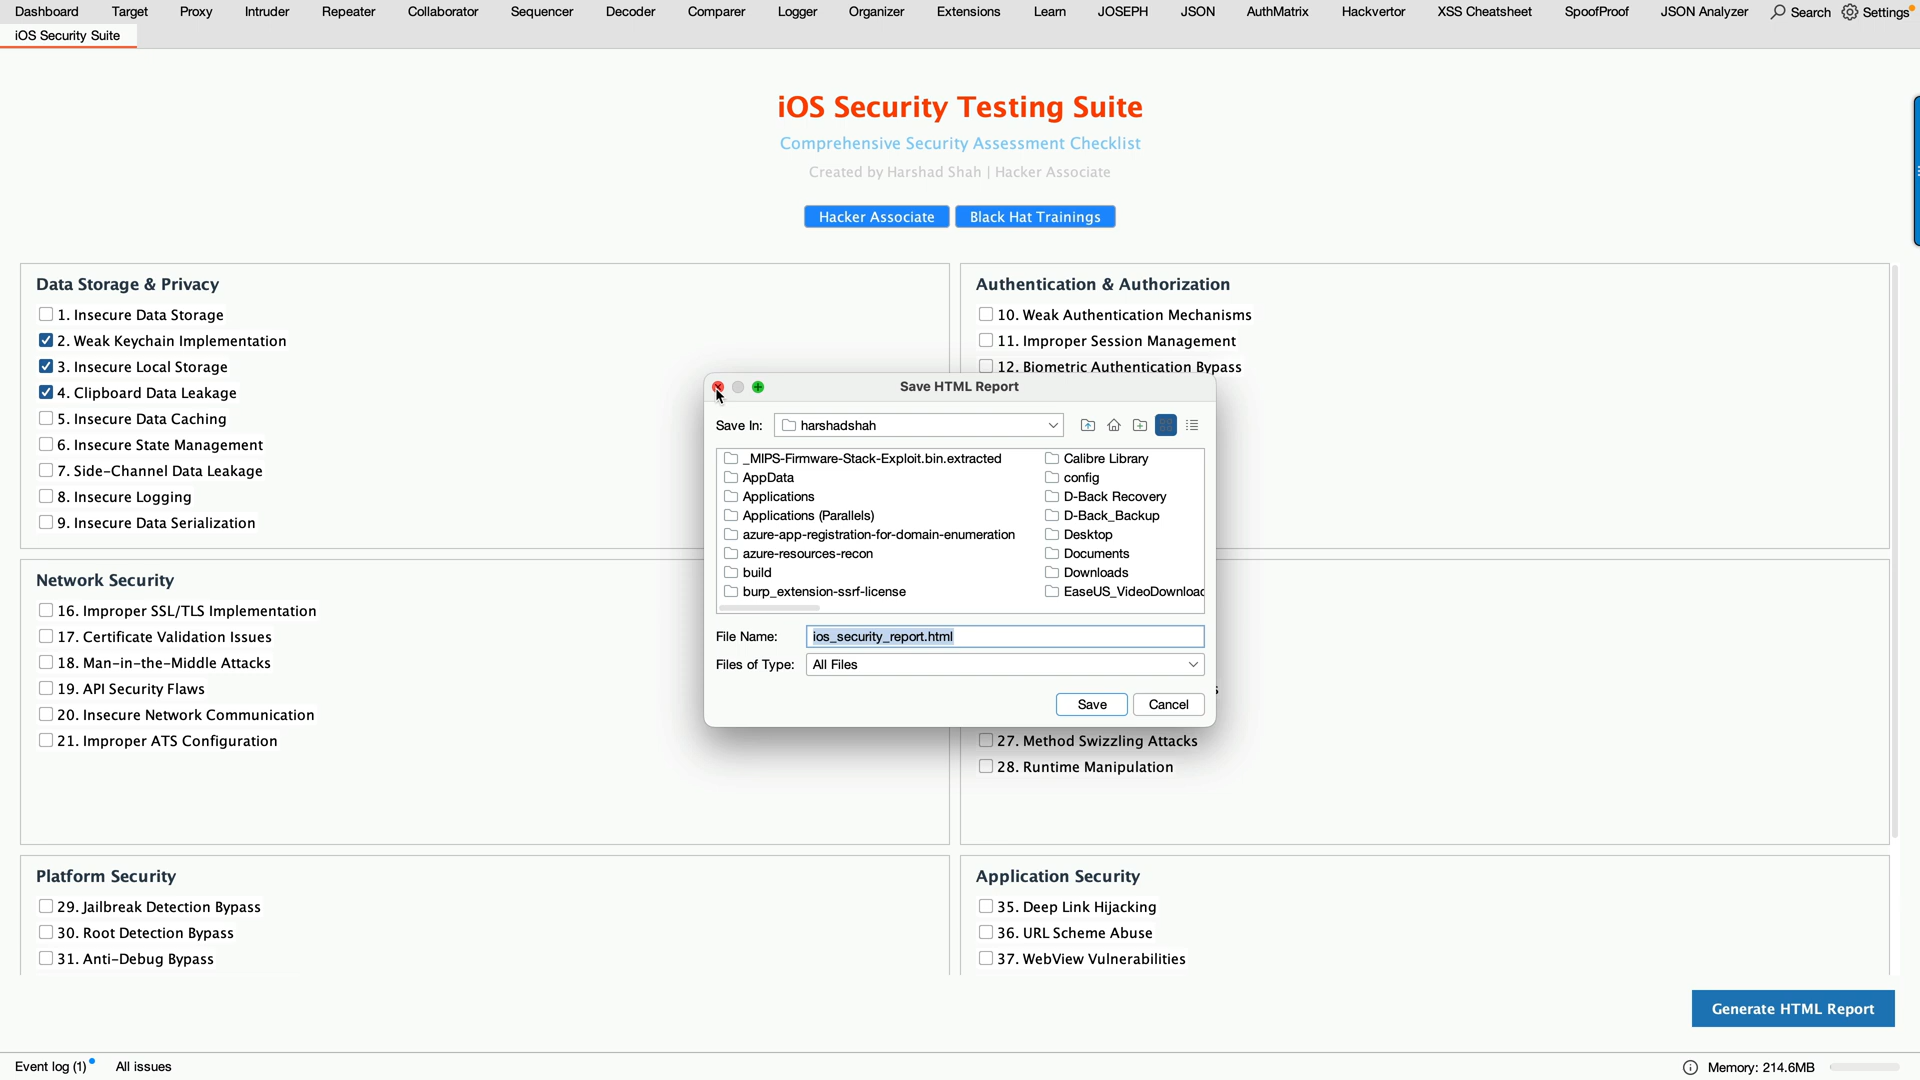 Dashboard Target Proxy Intruder Repeater Collaborator Sequencer Decoder Comparer Logger Organizer Extensions Learn JOSEPH JSON AuthMatrix Hackvertor XSS Cheatsheet SpoofProof JSON Analyzer Search Settings
iOS Security Suite
iOS Security Testing Suite
Comprehensive Security Assessment Checklist
Created by Harshad Shah | Hacker Associate
Hacker Associate Black Hat Trainings
Data Storage & Privacy
1. Insecure Data Storage
2. Weak Keychain Implementation
3. Insecure Local Storage
4. Clipboard Data Leakage
5. Insecure Data Caching
6. Insecure State Management
7. Side-Channel Data Leakage
8. Insecure Logging
9. Insecure Data Serialization
Authentication & Authorization
10. Weak Authentication Mechanisms
11. Improper Session Management
12. Biometric Authentication Bypass
Save HTML Report
Save In: harshadshah
_MIPS-Firmware-Stack-Exploit.bin.extracted
AppData
Applications
Applications (Parallels)
azure-app-registration-for-domain-enumeration
azure-resources-recon
build
burp_extension-ssrf-license
Calibre Library
config
D-Back Recovery
D-Back_Backup
Desktop
Documents
Downloads
EaseUS_VideoDownloac
File Name: ios_security_report.html
Files of Type: All Files
Save Cancel
Network Security
16. Improper SSL/TLS Implementation
17. Certificate Validation Issues
18. Man-in-the-Middle Attacks
19. API Security Flaws
20. Insecure Network Communication
21. Improper ATS Configuration
27. Method Swizzling Attacks
28. Runtime Manipulation
Platform Security
29. Jailbreak Detection Bypass
30. Root Detection Bypass
31. Anti-Debug Bypass
Application Security
35. Deep Link Hijacking
36. URL Scheme Abuse
37. WebView Vulnerabilities
Generate HTML Report
Event log (1) All issues Memory: 214.6MB